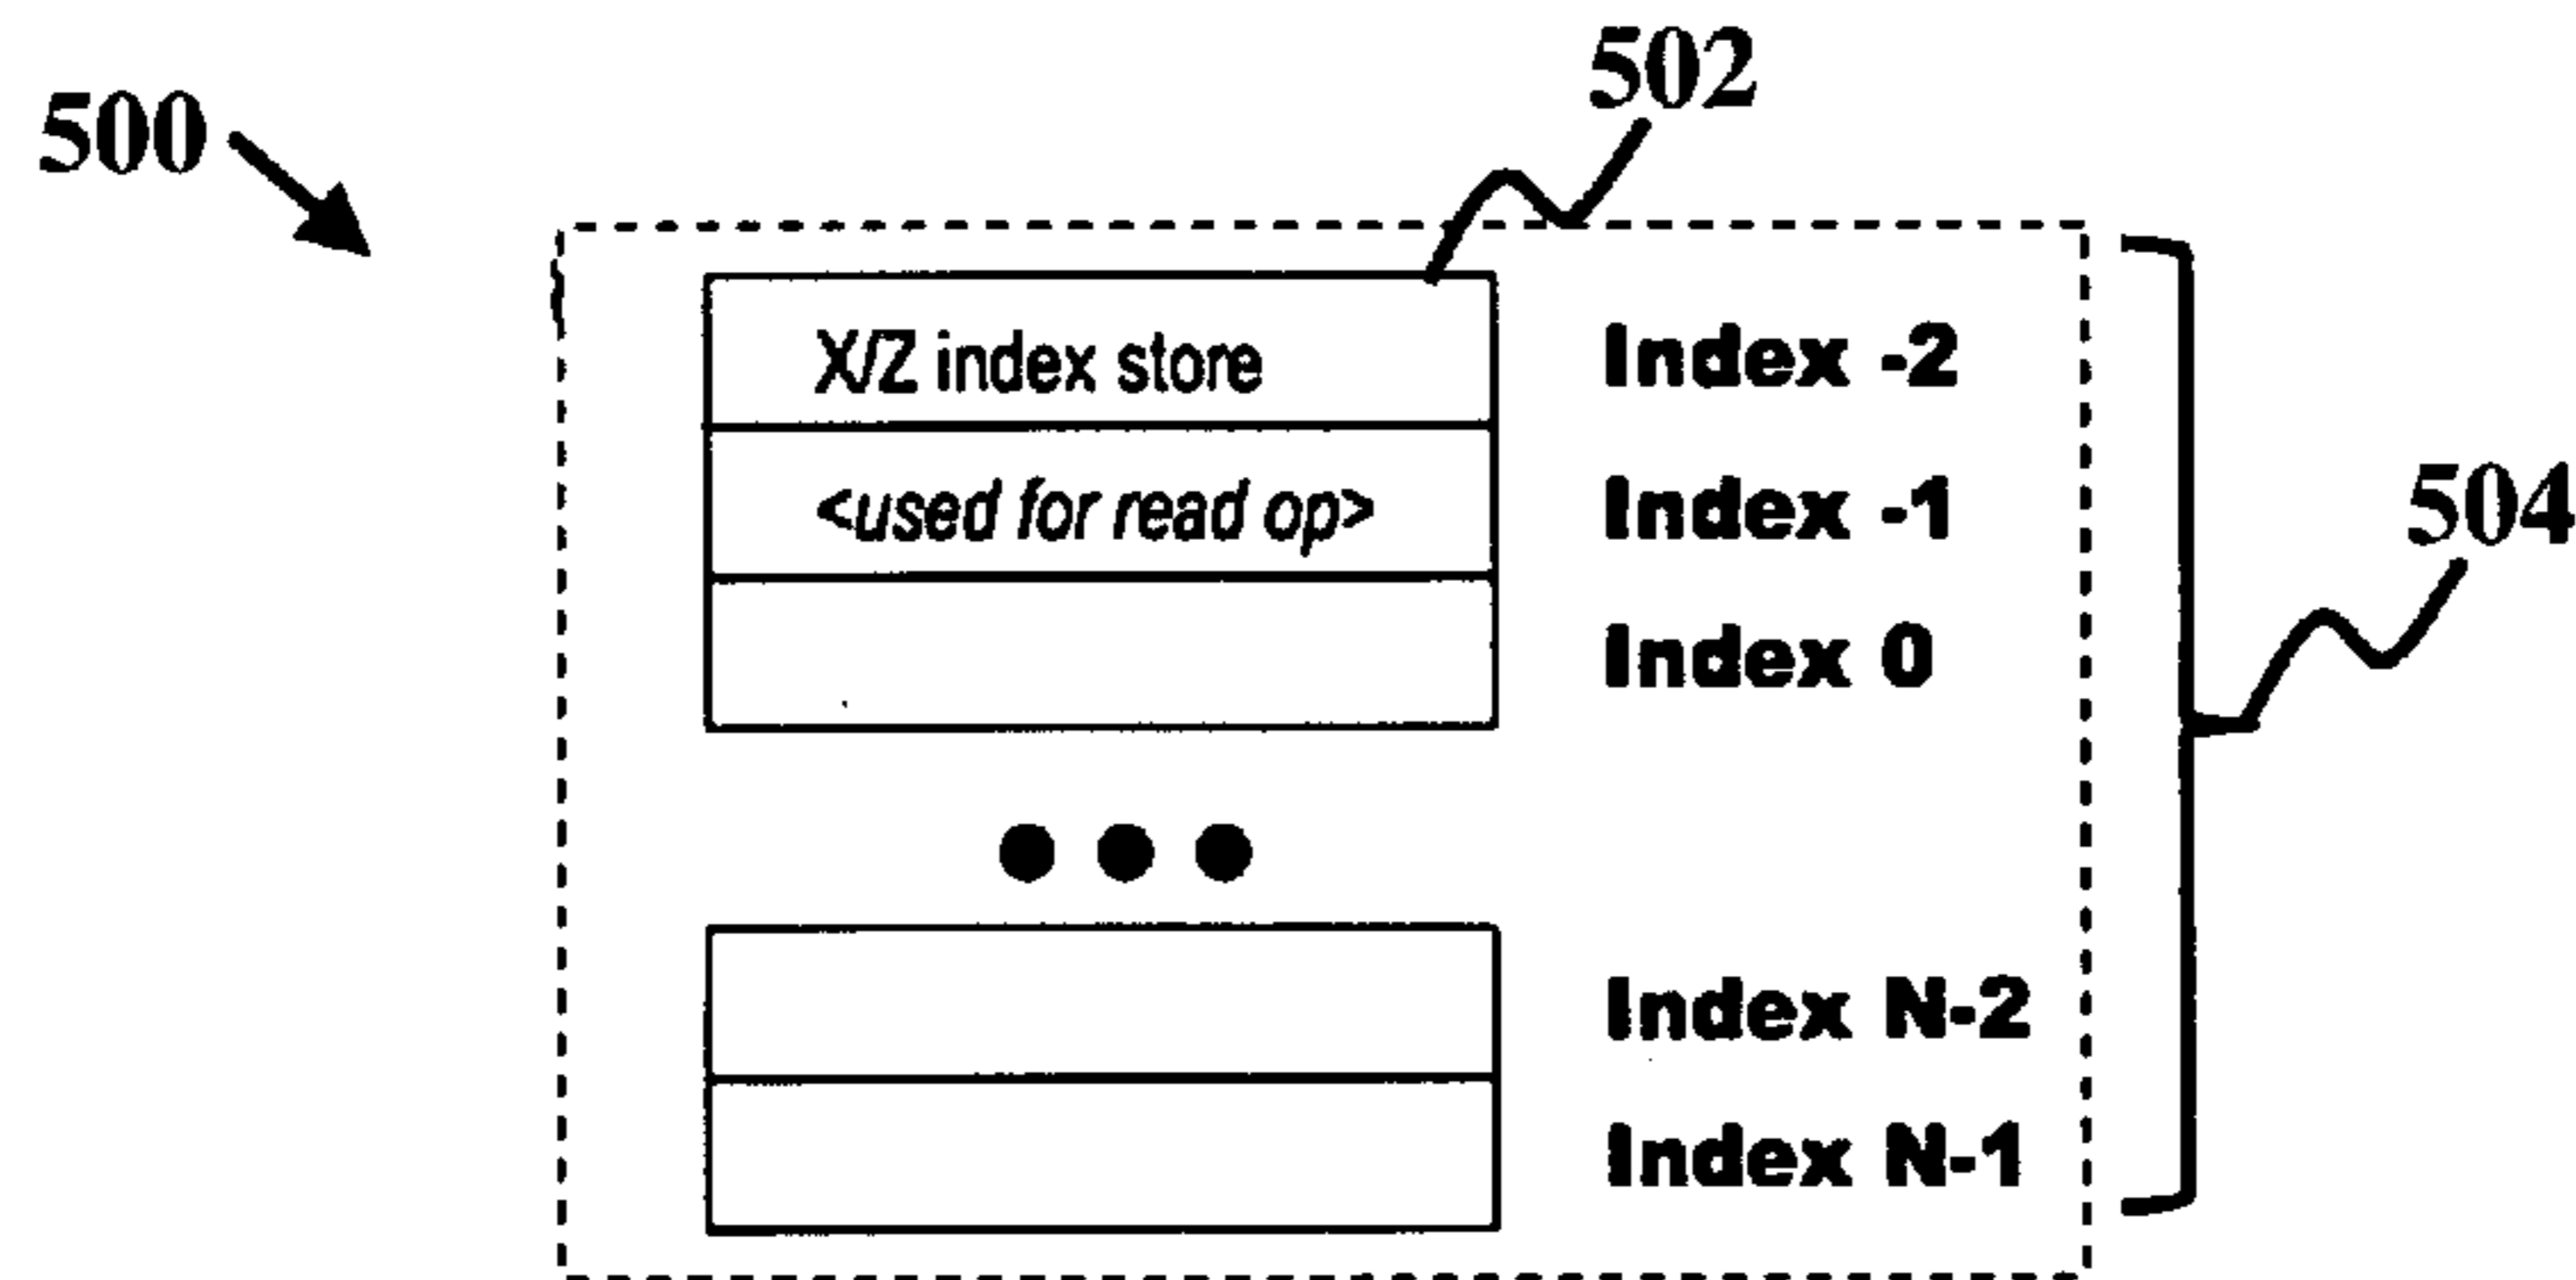 502
500
X/Z index store Index -2
<used for read op> Index -1
504
Index 0
Index N-2
Index N-1